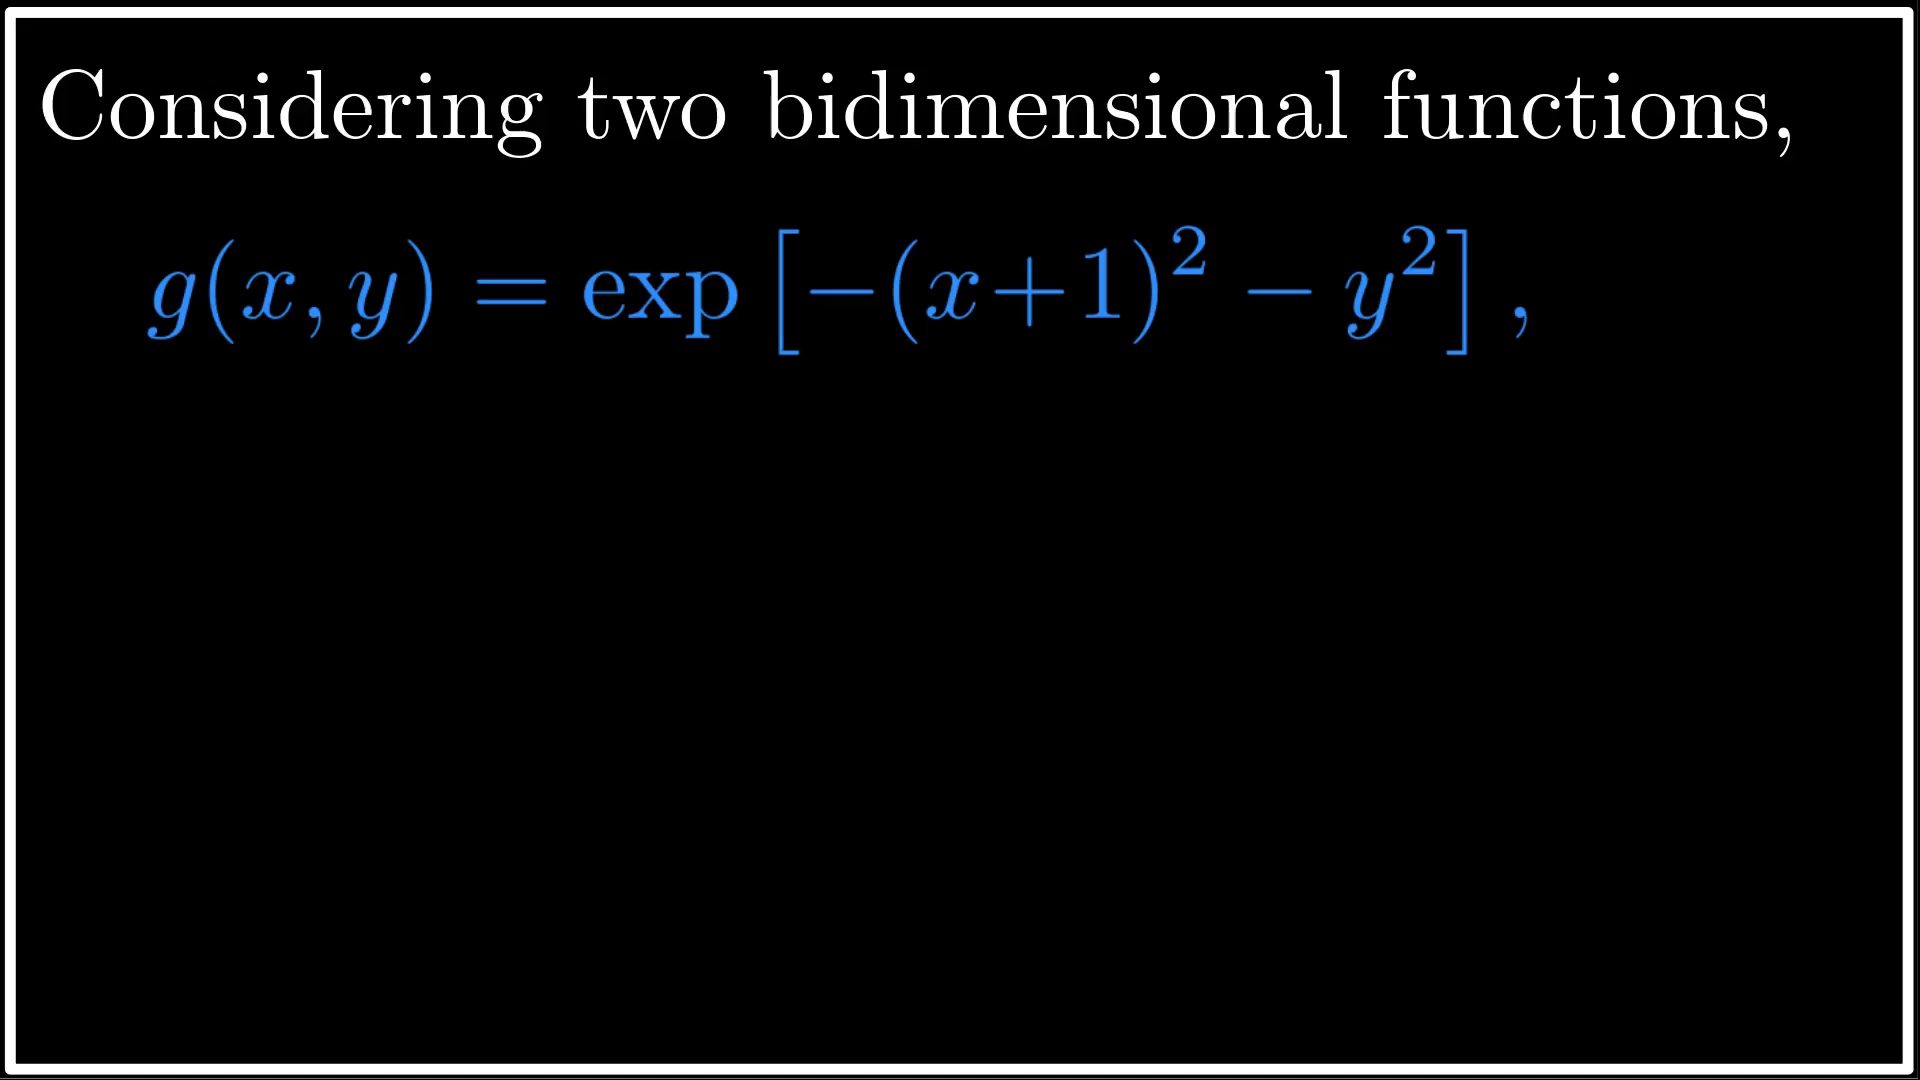 Considering two bidimensional functions,
g(x, y) = exp [−(x+1)² − y²] ,